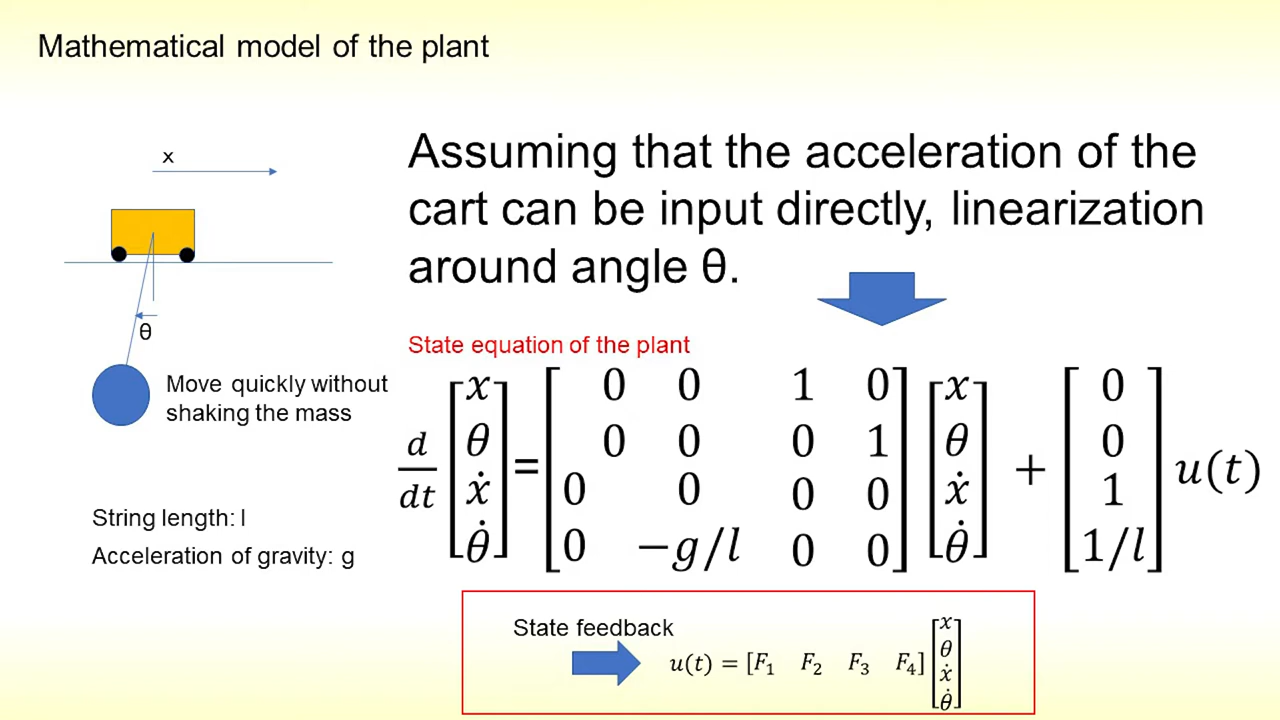 Mathematical model of the plant
x
θ
Move quickly without
shaking the mass
String length: l
Acceleration of gravity: g
Assuming that the acceleration of the
cart can be input directly, linearization
around angle θ.
State equation of the plant
d/dt [x θ ẋ θ̇] = [0 0 1 0; 0 0 0 1; 0 0 0 0; 0 −g/l 0 0] [x θ ẋ θ̇] + [0 0 1 1/l] u(t)
State feedback
u(t) = [F₁ F₂ F₃ F₄] [x θ ẋ θ̇]